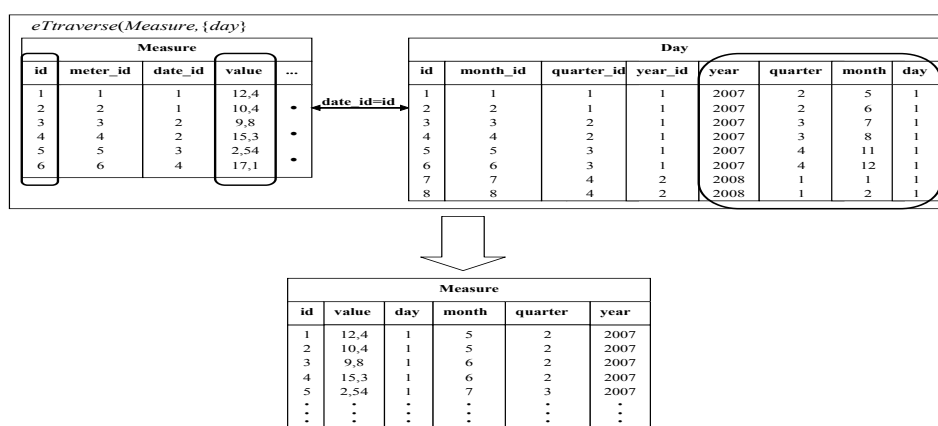 eTtraverse(Measure,{day}
Measure
id meter_id date_id value ...
1 1 1 12,4
2 2 1 10,4
3 3 2 9,8
4 4 2 15,3
5 5 3 2,54
6 6 4 17,1
date_id=id
Day
id month_id quarter_id year_id year quarter month day
1 1 1 1 2007 2 5 1
2 2 1 1 2007 2 6 1
3 3 2 1 2007 3 7 1
4 4 2 1 2007 3 8 1
5 5 3 1 2007 4 11 1
6 6 3 1 2007 4 12 1
7 7 4 2 2008 1 1 1
8 8 4 2 2008 1 2 1
Measure
id value day month quarter year
1 12,4 1 5 2 2007
2 10,4 1 5 2 2007
3 9,8 1 6 2 2007
4 15,3 1 6 2 2007
5 2,54 1 7 3 2007